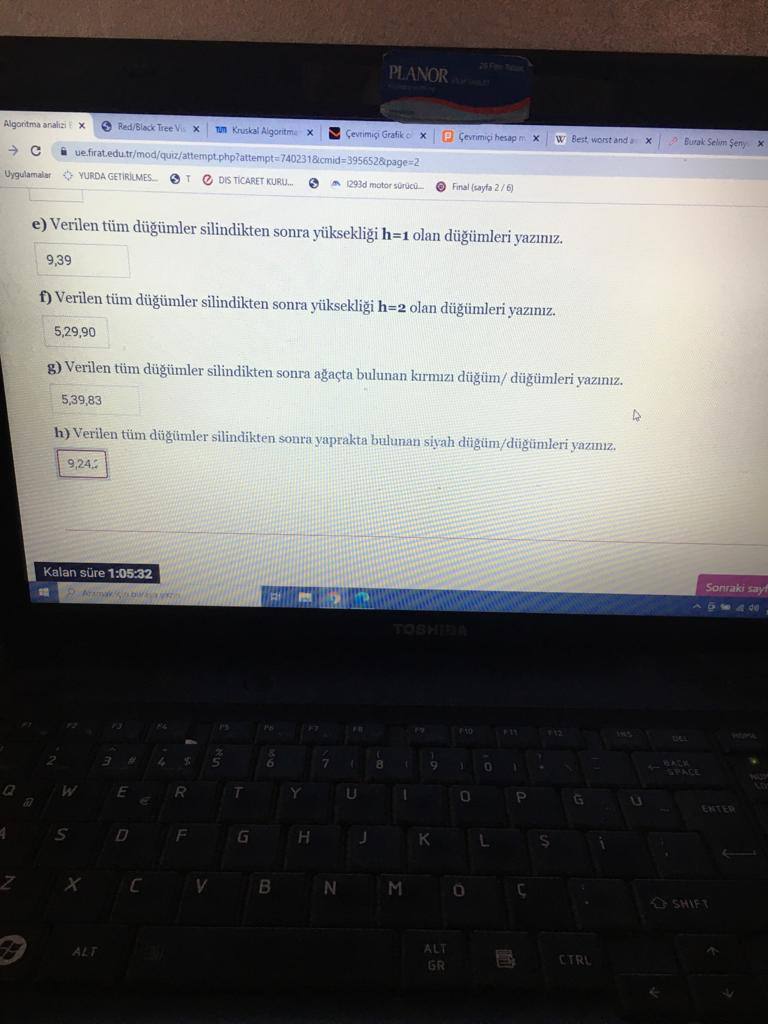 PLANOR
Algoritma analizi
Red/Black Tree Vis
Kruskal Algoritma
Çevrimiçi Grafik
Çevrimiçi hesap m
Best, worst and a
Burak Selim Şeny
ue.firat.edu.tr/mod/quiz/attempt.php?attempt=740231&cmid=395652&page=2
Uygulamalar
YURDA GETİRİLMES...
T
DIS TİCARET KURU...
l293d motor sürücü...
Final (sayfa 2 / 6)
e) Verilen tüm düğümler silindikten sonra yüksekliği h=1 olan düğümleri yazınız.
9,39
f) Verilen tüm düğümler silindikten sonra yüksekliği h=2 olan düğümleri yazınız.
5,29,90
g) Verilen tüm düğümler silindikten sonra ağaçta bulunan kırmızı düğüm/ düğümleri yazınız.
5,39,83
h) Verilen tüm düğümler silindikten sonra yaprakta bulunan siyah düğüm/düğümleri yazınız.
9,24,
Kalan süre 1:05:32
Sonraki sayf
Aramak için buraya yazın
TOSHIBA
F1 F2 F3 F4 F5 F6 F7 F8 F9 F10 F11 F12 INS DEL HOME
2 3 # 4 $ % 5 & 6 / 7 ( 8 ) 9 0 BACK SPACE
Q @ W E € R T Y U I O P Ğ Ü ENTER
A S D F G H J K L Ş İ
Z X C V B N M Ö Ç SHIFT
ALT ALT GR CTRL